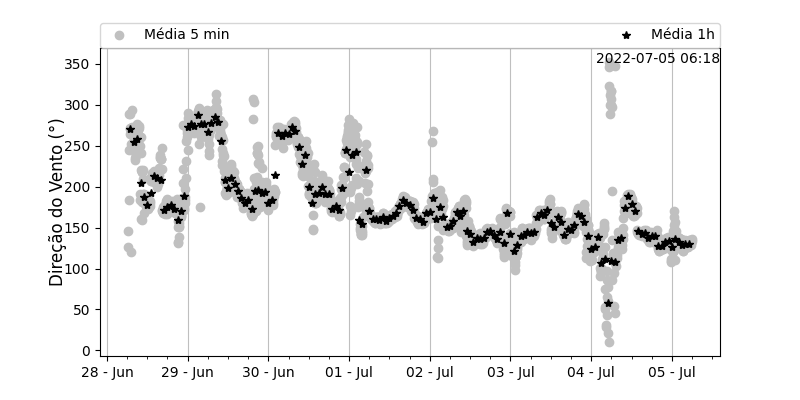 Média 5 min
Média 1h
2022-07-05 06:18
Direção do Vento (°)
350
300
250
200
150
100
50
0
28 - Jun
29 - Jun
30 - Jun
01 - Jul
02 - Jul
03 - Jul
04 - Jul
05 - Jul